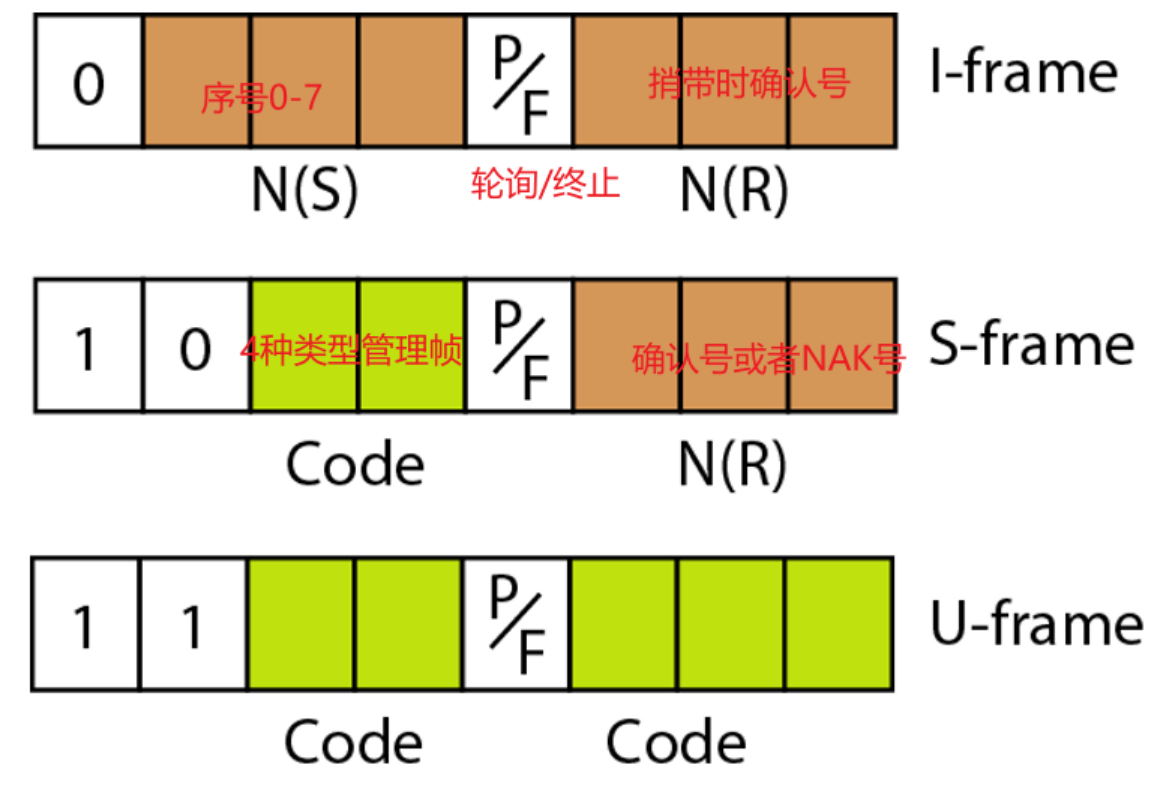 0 序号0-7 P/F 捎带时确认号 I-frame
N(S) 轮询/终止 N(R)
1 0 4种类型管理帧 P/F 确认号或者NAK号 S-frame
Code N(R)
1 1 P/F U-frame
Code Code